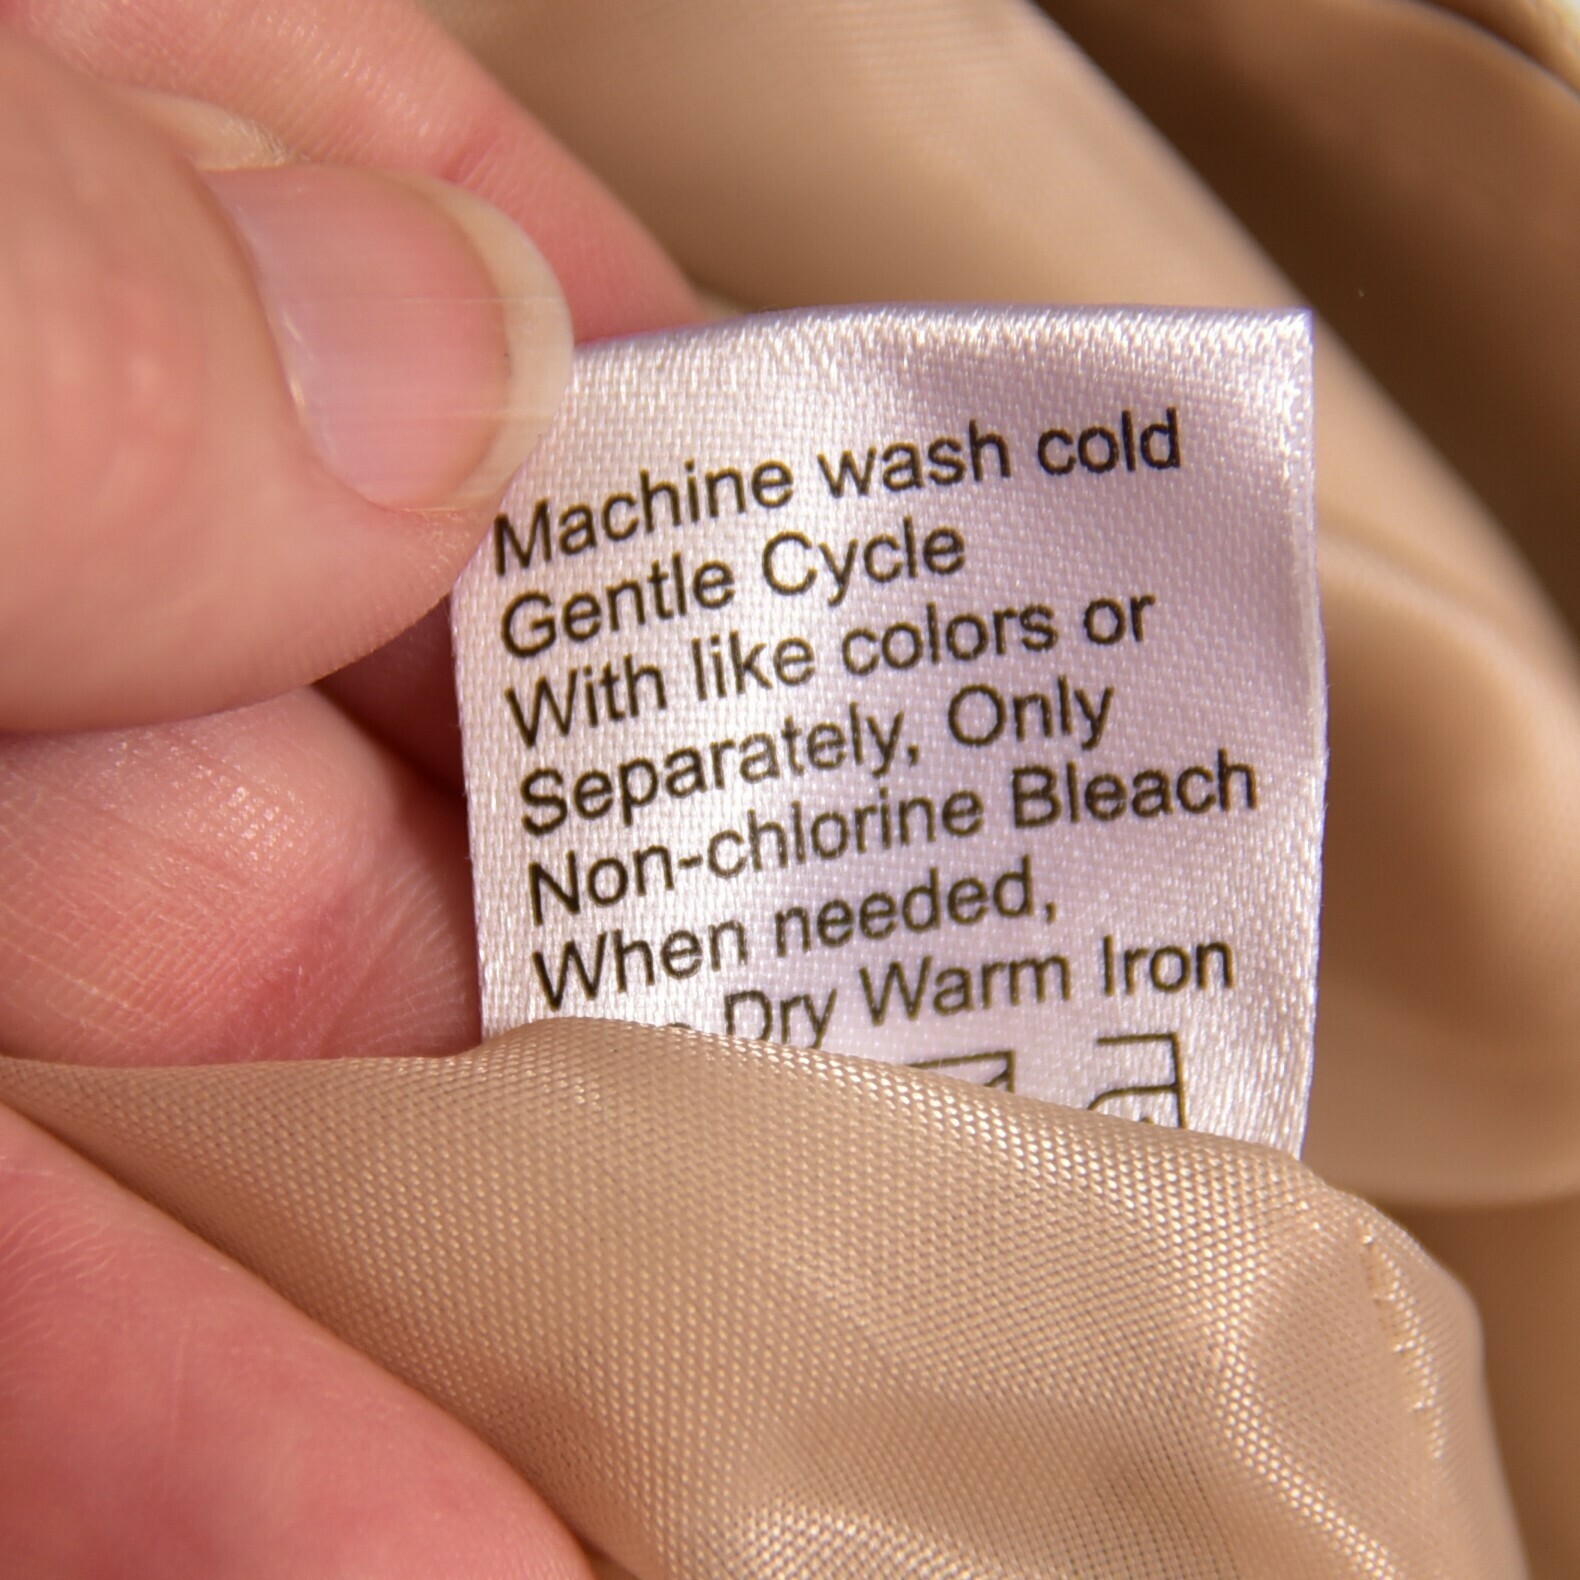 Machine wash cold
Gentle Cycle
With like colors or
Separately, Only
Non-chlorine Bleach
When needed,
Dry Warm Iron